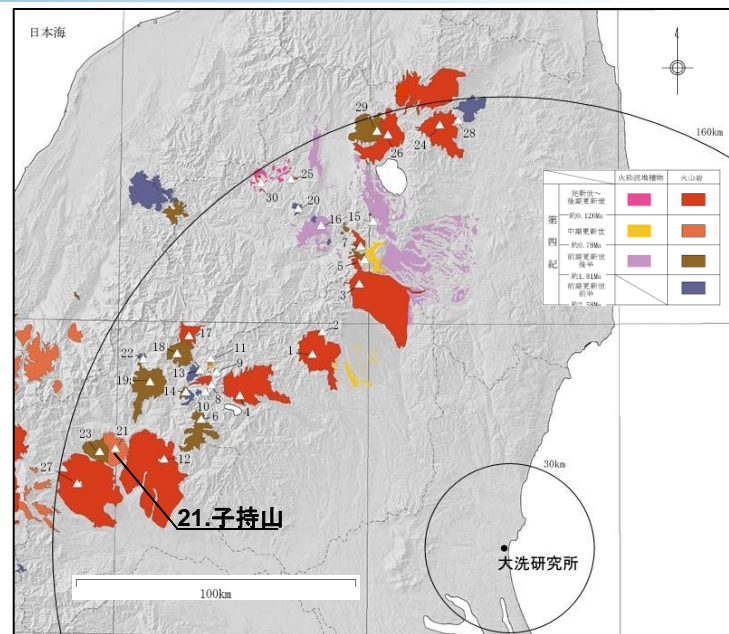 日本海
160km
29
24
28
26
25
30
20
16
15
7
5
3
2
1
17
18
11
22
13
9
19
14
8
10
4
6
21
23
12
27
火砕流堆積物
火山岩
第四紀
完新世～
後期更新世
約0.126Ma
中期更新世
約0.78Ma
前期更新世
後半
約1.81Ma
前期更新世
前半
約2.58Ma
21.子持山
30km
大洗研究所
100km